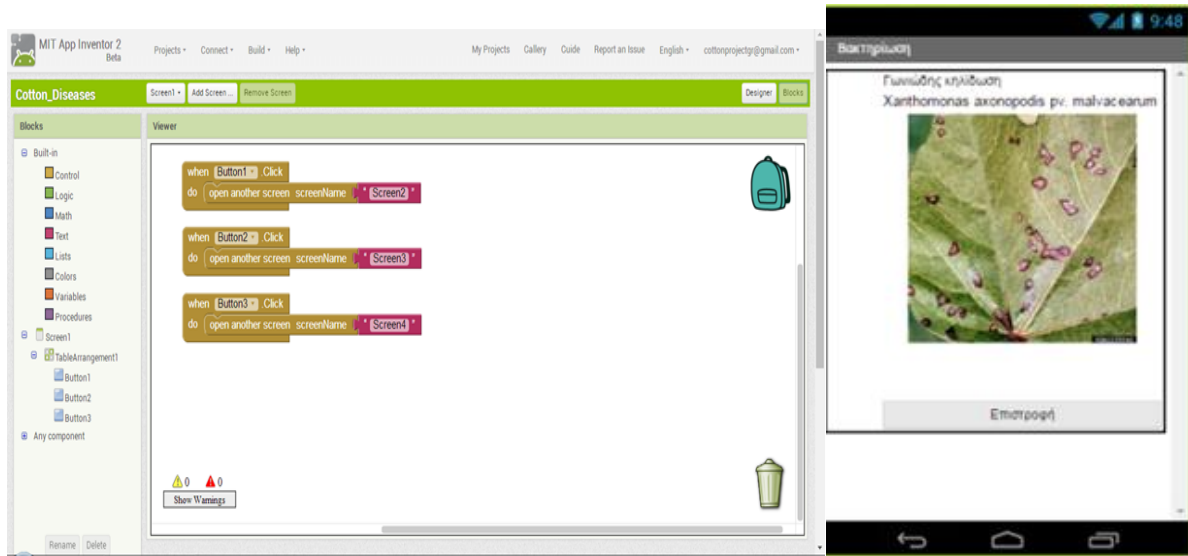 MIT App Inventor 2
Beta
Projects Connect Build Help
My Projects Gallery Guide Report an Issue English cottonprojectgr@gmail.com
Cotton_Diseases
Screen1 Add Screen ... Remove Screen
Designer Blocks
Blocks
Viewer
Built-in
Control
Logic
Math
Text
Lists
Colors
Variables
Procedures
Screen1
TableArrangement1
Button1
Button2
Button3
Any component
Rename Delete
when Button1 .Click
do open another screen screenName " Screen2 "
when Button2 .Click
do open another screen screenName " Screen3 "
when Button3 .Click
do open another screen screenName " Screen4 "
0 0
Show Warnings
9:48
Βακτηρίωση
Γωνιώδης κηλίδωση
Xanthomonas axonopodis pv. malvacearum
Επιστροφή